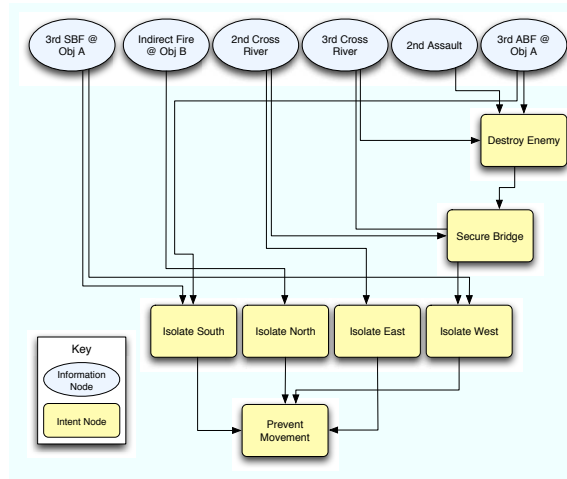 3rd SBF @
Obj A
Indirect Fire
@ Obj B
2nd Cross
River
3rd Cross
River
2nd Assault
3rd ABF @
Obj A
Destroy Enemy
Secure Bridge
Isolate South
Isolate North
Isolate East
Isolate West
Key
Information
Node
Intent Node
Prevent
Movement